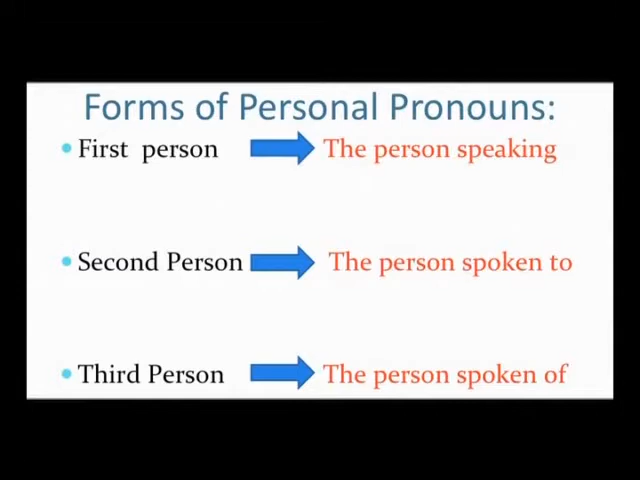 Forms of Personal Pronouns:
• First person The person speaking
• Second Person The person spoken to
• Third Person The person spoken of